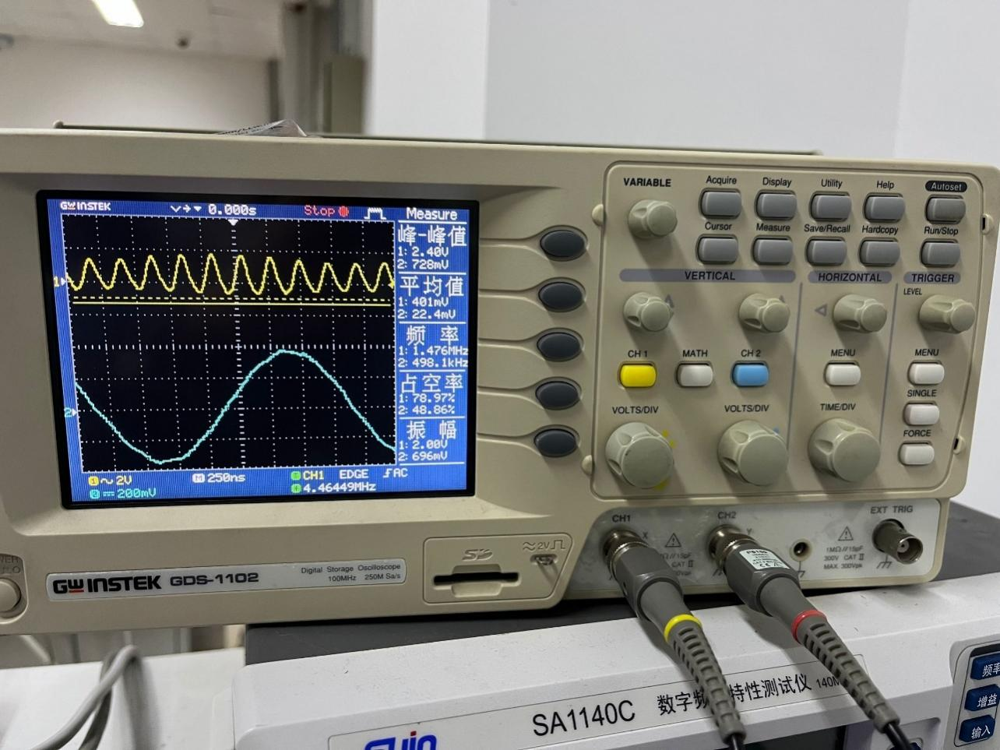 GW INSTEK
0.000s
Stop
Measure
峰-峰值
1: 2.40V
2: 728mV
平均值
1: 401mV
2: 22.4mV
频 率
1: 1.476MHz
2: 498.1kHz
占空率
1: 78.97%
2: 48.86%
振 幅
1: 2.00V
2: 696mV
1
2
1 2V
M 250ns
CH1 EDGE AC
200mV
4.46449MHz
VARIABLE
Acquire Display Utility Help Autoset
Cursor Measure Save/Recall Hardcopy Run/Stop
VERTICAL HORIZONTAL TRIGGER
LEVEL
CH 1 MATH CH 2 MENU MENU
SINGLE
VOLTS/DIV VOLTS/DIV TIME/DIV
FORCE
CH1 CH2 EXT TRIG
X Y
1MΩ//15pF
300V CAT II
MAX. 300Vpk
SD
≈2V
GW INSTEK GDS-1102
Digital Storage Oscilloscope
100MHz 250M Sa/s
SA1140C 数字频 特性测试仪 140M
频率
增益
输入